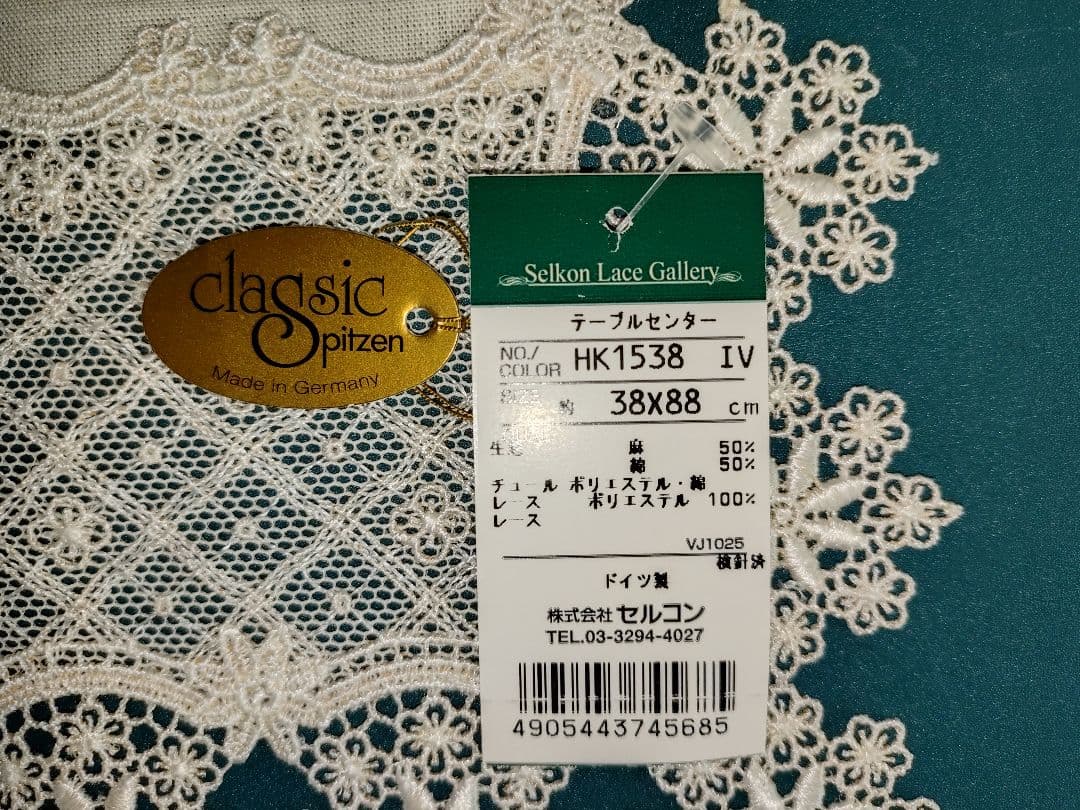 classic
Spitzen
Made in Germany
Selkon Lace Gallery
テーブルセンター
NO./COLOR HK1538 IV
SIZE 約 38X88 cm
生地 麻 50%
綿 50%
チュール ポリエステル・綿
レース ポリエステル 100%
レース
VJ1025
検針済
ドイツ製
株式会社 セルコン
TEL.03-3294-4027
4905443745685